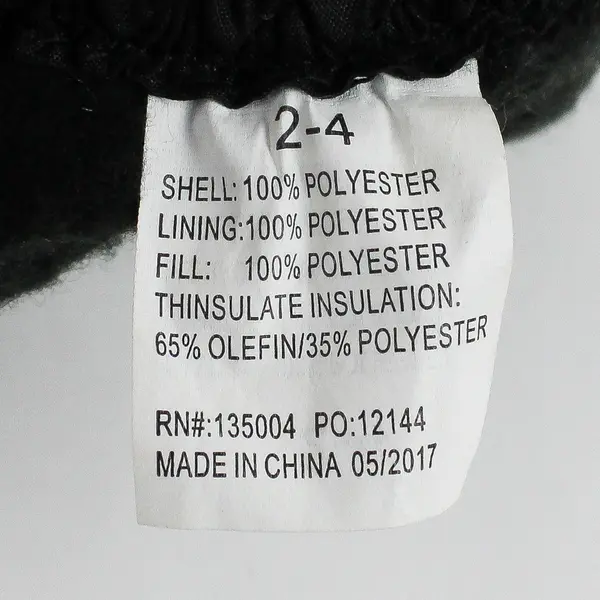 2-4
SHELL: 100% POLYESTER
LINING:100% POLYESTER
FILL: 100% POLYESTER
THINSULATE INSULATION:
65% OLEFIN/35% POLYESTER
RN#:135004 PO:12144
MADE IN CHINA 05/2017